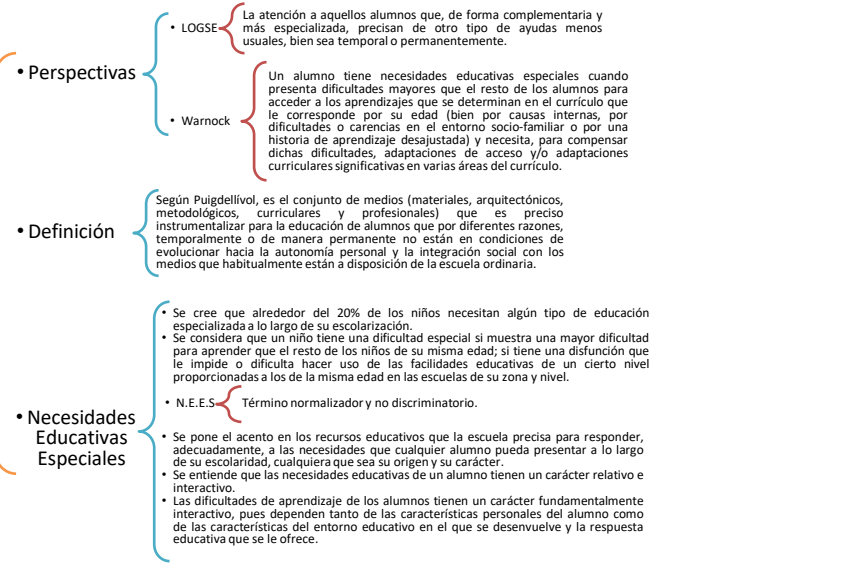 • Perspectivas
• LOGSE
La atención a aquellos alumnos que, de forma complementaria y
más especializada, precisan de otro tipo de ayudas menos
usuales, bien sea temporal o permanentemente.
• Warnock
Un alumno tiene necesidades educativas especiales cuando
presenta dificultades mayores que el resto de los alumnos para
acceder a los aprendizajes que se determinan en el currículo que
le corresponde por su edad (bien por causas internas, por
dificultades o carencias en el entorno socio-familiar o por una
historia de aprendizaje desajustada) y necesita, para compensar
dichas dificultades, adaptaciones de acceso y/o adaptaciones
curriculares significativas en varias áreas del currículo.
• Definición
Según Puigdellívol, es el conjunto de medios (materiales, arquitectónicos,
metodológicos, curriculares y profesionales) que es preciso
instrumentalizar para la educación de alumnos que por diferentes razones,
temporalmente o de manera permanente no están en condiciones de
evolucionar hacia la autonomía personal y la integración social con los
medios que habitualmente están a disposición de la escuela ordinaria.
• Necesidades
Educativas
Especiales
• Se cree que alrededor del 20% de los niños necesitan algún tipo de educación
especializada a lo largo de su escolarización.
• Se considera que un niño tiene una dificultad especial si muestra una mayor dificultad
para aprender que el resto de los niños de su misma edad; si tiene una disfunción que
le impide o dificulta hacer uso de las facilidades educativas de un cierto nivel
proporcionadas a los de la misma edad en las escuelas de su zona y nivel.
• N.E.E.S
Término normalizador y no discriminatorio.
• Se pone el acento en los recursos educativos que la escuela precisa para responder,
adecuadamente, a las necesidades que cualquier alumno pueda presentar a lo largo
de su escolaridad, cualquiera que sea su origen y su carácter.
• Se entiende que las necesidades educativas de un alumno tienen un carácter relativo e
interactivo.
• Las dificultades de aprendizaje de los alumnos tienen un carácter fundamentalmente
interactivo, pues dependen tanto de las características personales del alumno como
de las características del entorno educativo en el que se desenvuelve y la respuesta
educativa que se le ofrece.